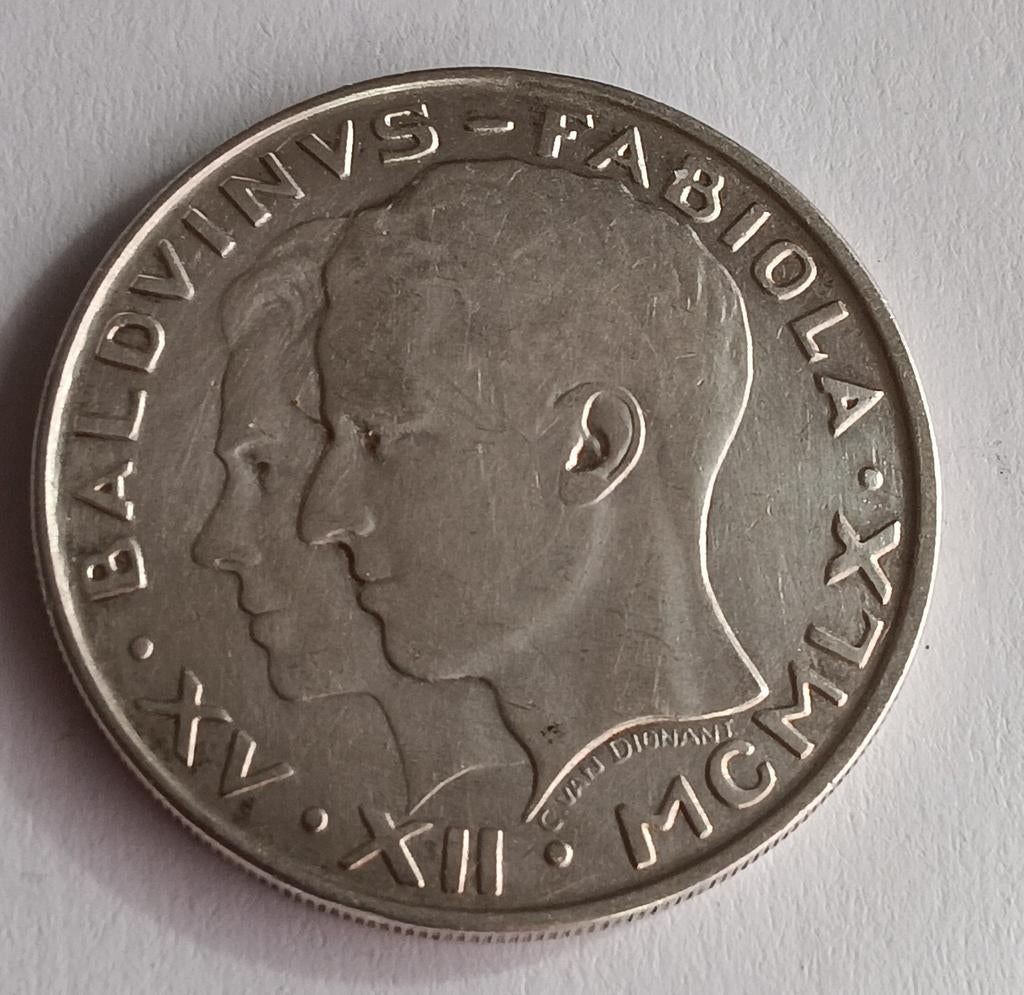 BALDVINVS - FABIOLA
· XV · XII · MCMLX ·
C. VAN DIONANT